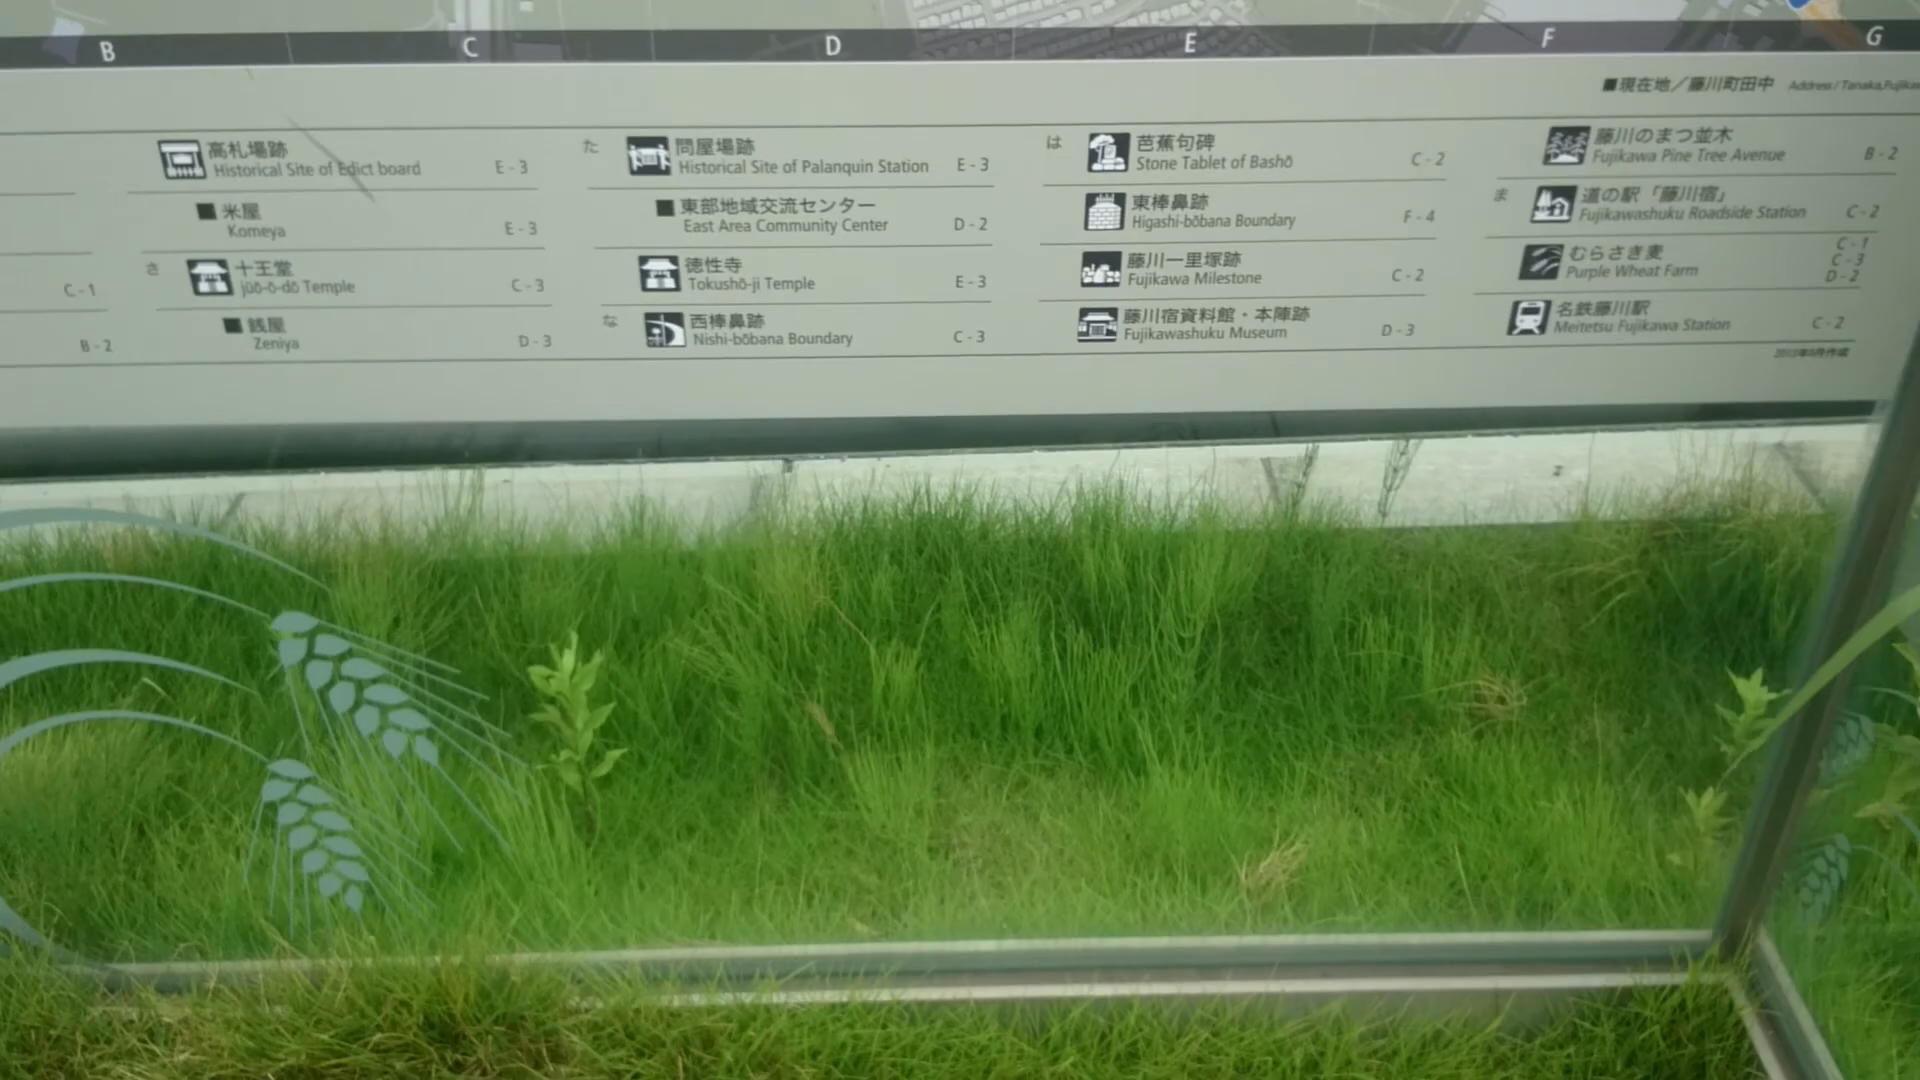 B C D E F G
■現在地／藤川町田中 Address / Tanaka,Fujikaw
C - 1
B - 2
高札場跡
Historical Site of Edict board E - 3
■米屋
Komeya E - 3
さ 十王堂
jūō-ō-dō Temple C - 3
■銭屋
Zeniya D - 3
た 問屋場跡
Historical Site of Palanquin Station E - 3
■東部地域交流センター
East Area Community Center D - 2
徳性寺
Tokushō-ji Temple E - 3
な 西棒鼻跡
Nishi-bōbana Boundary C - 3
は 芭蕉句碑
Stone Tablet of Bashō C - 2
東棒鼻跡
Higashi-bōbana Boundary F - 4
藤川一里塚跡
Fujikawa Milestone C - 2
藤川宿資料館・本陣跡
Fujikawashuku Museum D - 3
藤川のまつ並木
Fujikawa Pine Tree Avenue B - 2
ま 道の駅「藤川宿」
Fujikawashuku Roadside Station C - 2
むらさき麦
Purple Wheat Farm
C - 1
C - 3
D - 2
名鉄藤川駅
Meitetsu Fujikawa Station C - 2